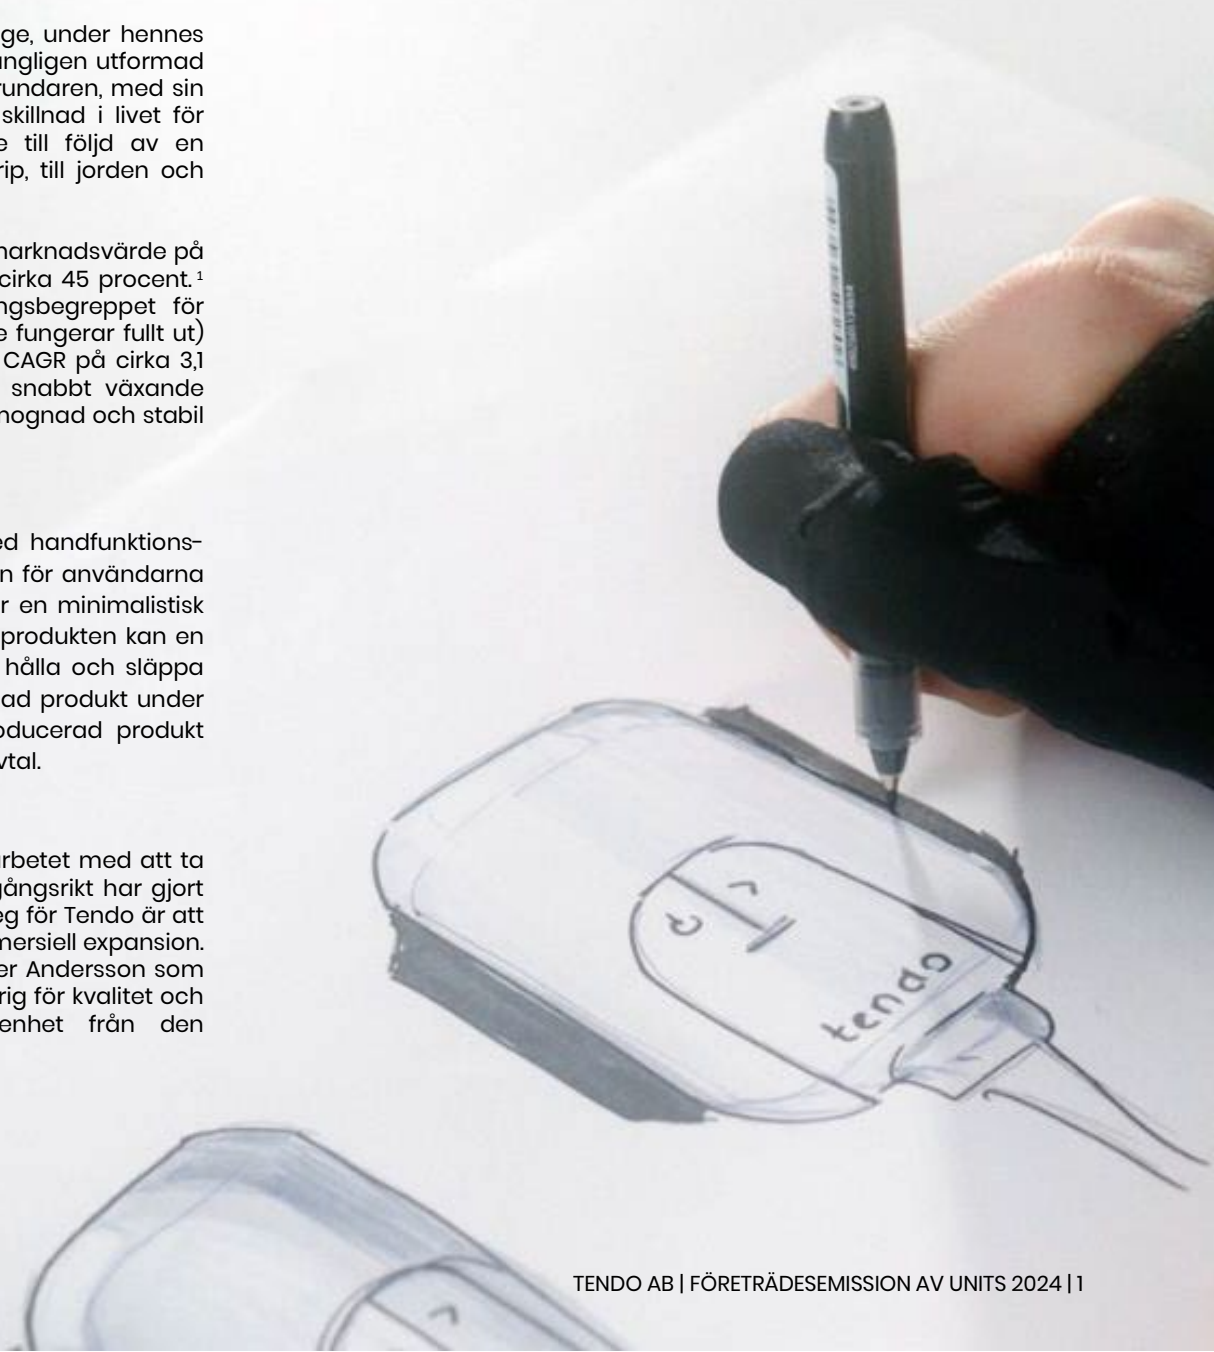 ge, under hennes
ngligen utformad
rundaren, med sin
skillnad i livet för
e till följd av en
rip, till jorden och
marknadsvärde på
cirka 45 procent.¹
ngsbegreppet för
e fungerar fullt ut)
CAGR på cirka 3,1
snabbt växande
mognad och stabil
ed handfunktions-
n för användarna
r en minimalistisk
produkten kan en
hålla och släppa
ad produkt under
oducerad produkt
vtal.
rbetet med att ta
gångsrikt har gjort
eg för Tendo är att
mersiell expansion.
er Andersson som
rig för kvalitet och
enhet från den
tendo
TENDO AB | FÖRETRÄDESEMISSION AV UNITS 2024 | 1